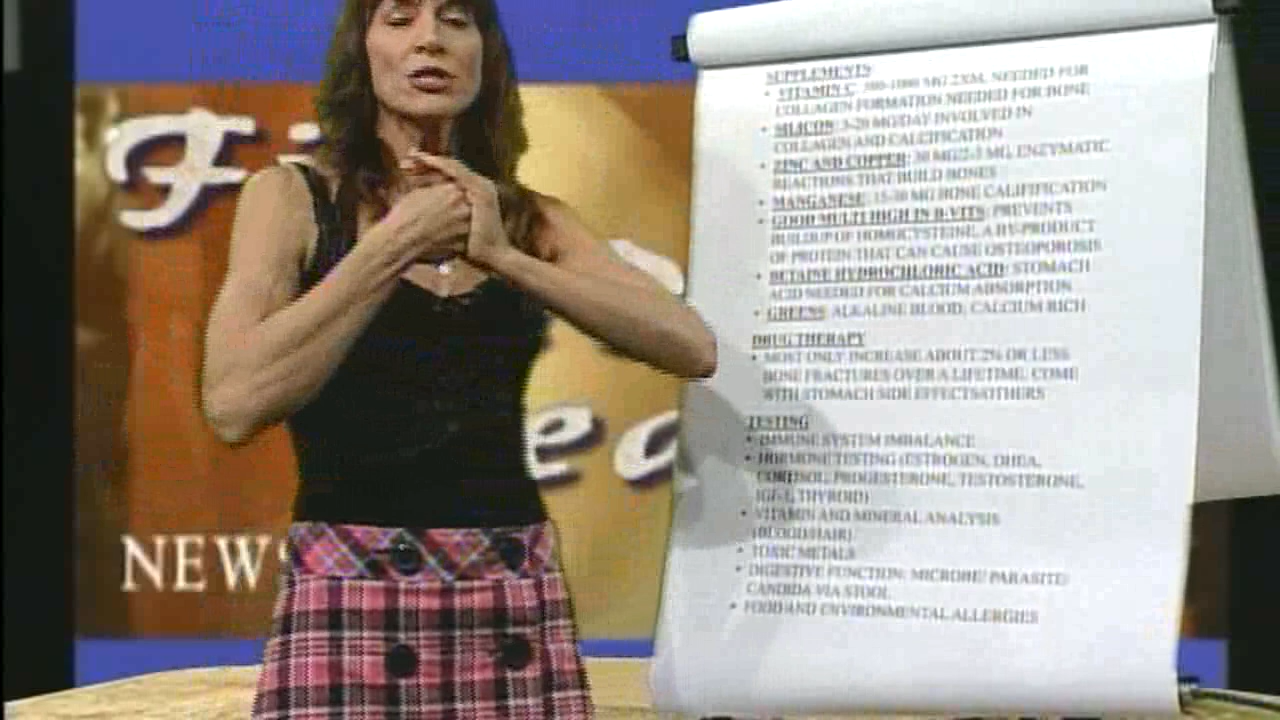 Fi
ea
NEWS
SUPPLEMENTS
• VITAMIN C: 500-1000 MG 2XM, NEEDED FOR
COLLAGEN FORMATION NEEDED FOR BONE
• SILICON: 5-20 MG/DAY INVOLVED IN
COLLAGEN AND CALCIFICATION
• ZINC AND COPPER: 30 MG/2-3 MG, ENZYMATIC
REACTIONS THAT BUILD BONES
• MANGANESE: 15-30 MG BONE CALIFICATION
• GOOD MULTI HIGH IN B-VITS: PREVENTS
BUILDUP OF HOMOCYSTEINE, A BY-PRODUCT
OF PROTEIN THAT CAN CAUSE OSTEOPOROSIS
• BETAINE HYDROCHLORIC ACID: STOMACH
ACID NEEDED FOR CALCIUM ABSORPTION
• GREENS: ALKALINE BLOOD, CALCIUM RICH
DRUG THERAPY
• MOST ONLY INCREASE ABOUT 2% OR LESS
BONE FRACTURES OVER A LIFETIME, COME
WITH STOMACH SIDE EFFECTS/OTHERS
TESTING
• IMMUNE SYSTEM IMBALANCE
• HORMONE TESTING (ESTROGEN, DHEA,
CORTISOL, PROGESTERONE, TESTOSTERONE,
IGF-1, THYROID)
• VITAMIN AND MINERAL ANALYSIS
(BLOOD/HAIR)
• TOXIC METALS
• DIGESTIVE FUNCTION: MICROBE/ PARASITE/
CANDIDA VIA STOOL
• FOOD AND ENVIRONMENTAL ALLERGIES